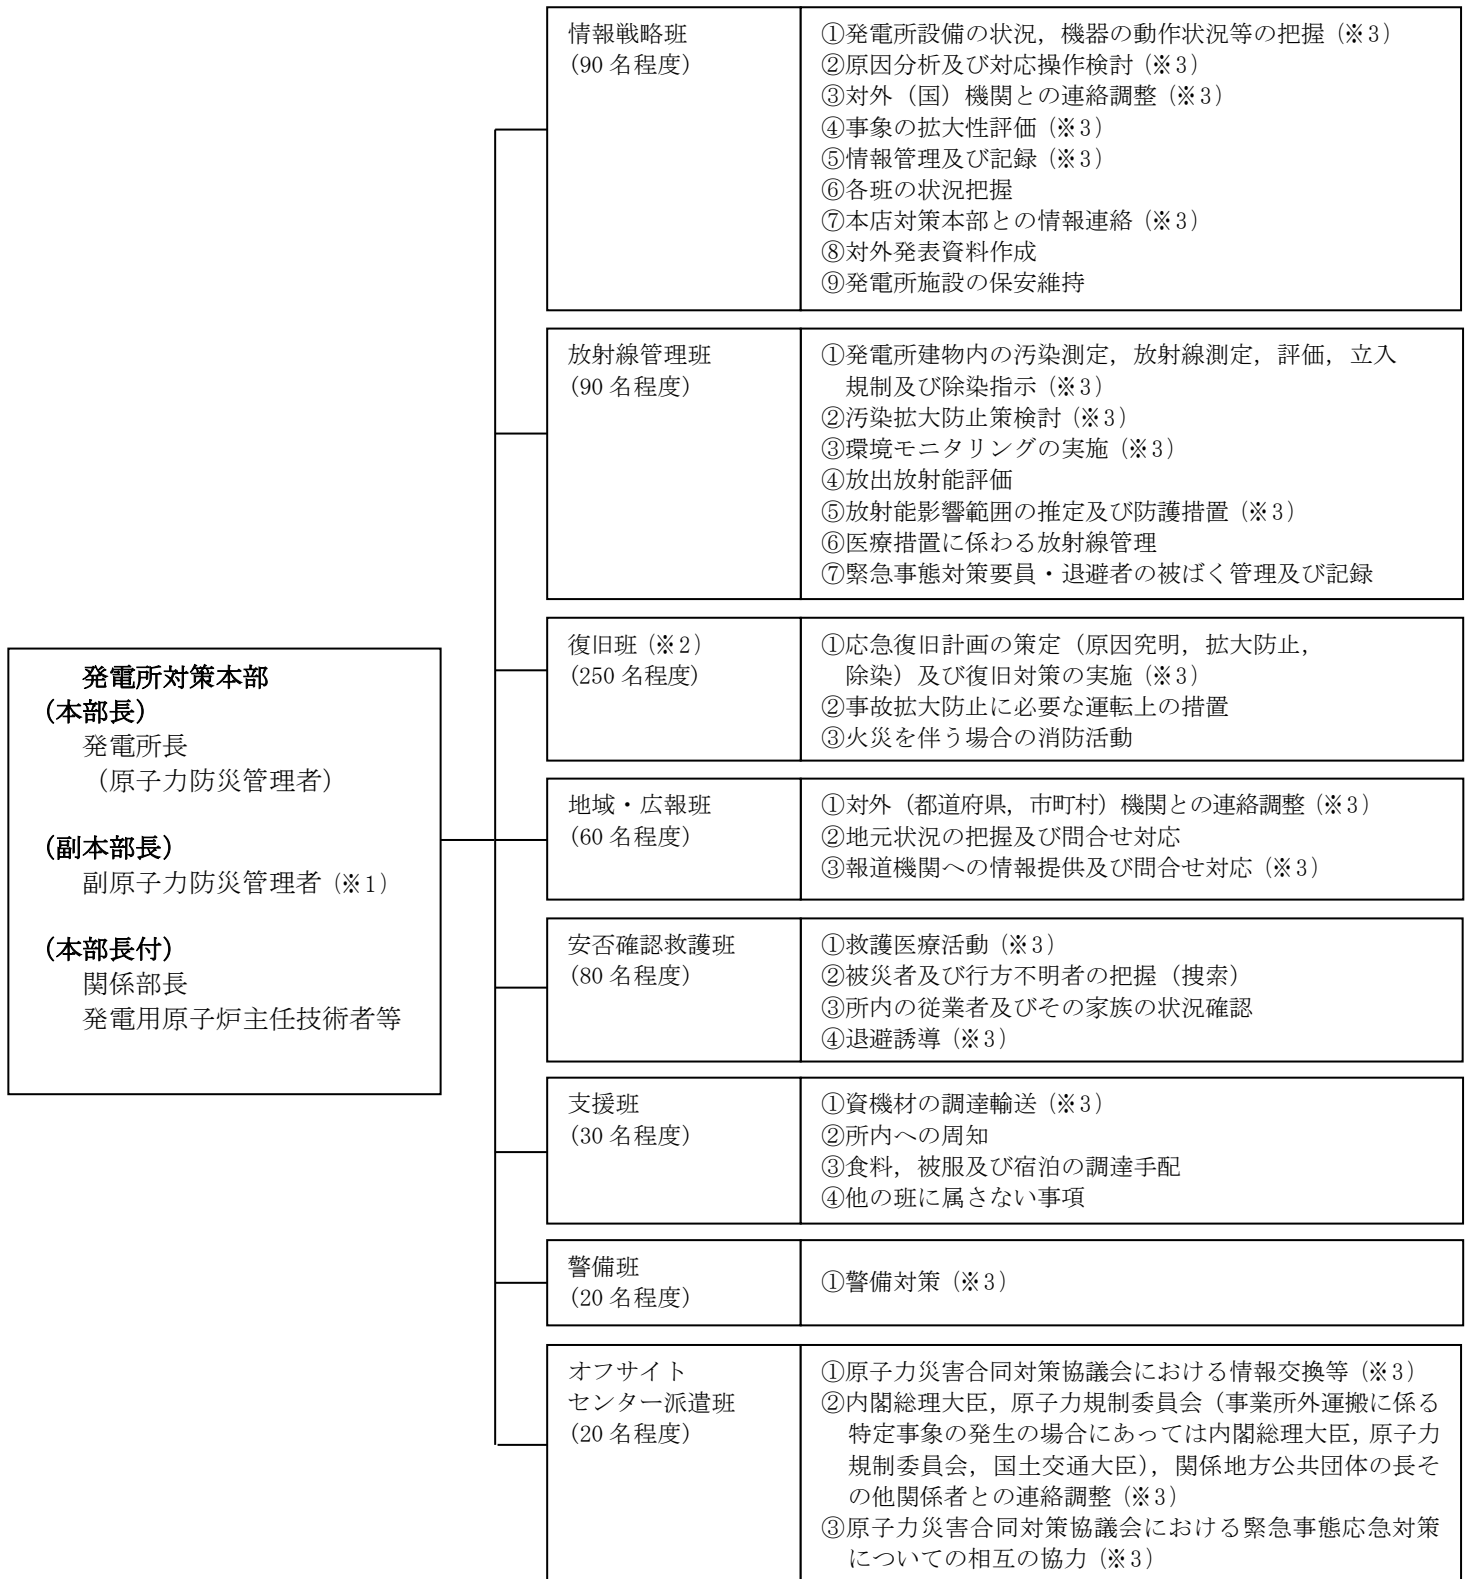 情報戦略班
(90 名程度)
①発電所設備の状況，機器の動作状況等の把握（※3）
②原因分析及び対応操作検討（※3）
③対外（国）機関との連絡調整（※3）
④事象の拡大性評価（※3）
⑤情報管理及び記録（※3）
⑥各班の状況把握
⑦本店対策本部との情報連絡（※3）
⑧対外発表資料作成
⑨発電所施設の保安維持
放射線管理班
(90 名程度)
①発電所建物内の汚染測定，放射線測定，評価，立入
規制及び除染指示（※3）
②汚染拡大防止策検討（※3）
③環境モニタリングの実施（※3）
④放出放射能評価
⑤放射能影響範囲の推定及び防護措置（※3）
⑥医療措置に係わる放射線管理
⑦緊急事態対策要員・退避者の被ばく管理及び記録
発電所対策本部
（本部長）
発電所長
（原子力防災管理者）
（副本部長）
副原子力防災管理者（※1）
（本部長付）
関係部長
発電用原子炉主任技術者等
復旧班（※2）
(250 名程度)
①応急復旧計画の策定（原因究明，拡大防止，
除染）及び復旧対策の実施（※3）
②事故拡大防止に必要な運転上の措置
③火災を伴う場合の消防活動
地域・広報班
(60 名程度)
①対外（都道府県，市町村）機関との連絡調整（※3）
②地元状況の把握及び問合せ対応
③報道機関への情報提供及び問合せ対応（※3）
安否確認救護班
(80 名程度)
①救護医療活動（※3）
②被災者及び行方不明者の把握（捜索）
③所内の従業者及びその家族の状況確認
④退避誘導（※3）
支援班
(30 名程度)
①資機材の調達輸送（※3）
②所内への周知
③食料，被服及び宿泊の調達手配
④他の班に属さない事項
警備班
(20 名程度)
①警備対策（※3）
オフサイト
センター派遣班
(20 名程度)
①原子力災害合同対策協議会における情報交換等（※3）
②内閣総理大臣，原子力規制委員会（事業所外運搬に係る
特定事象の発生の場合にあっては内閣総理大臣，原子力
規制委員会，国土交通大臣），関係地方公共団体の長そ
の他関係者との連絡調整（※3）
③原子力災害合同対策協議会における緊急事態応急対策
についての相互の協力（※3）